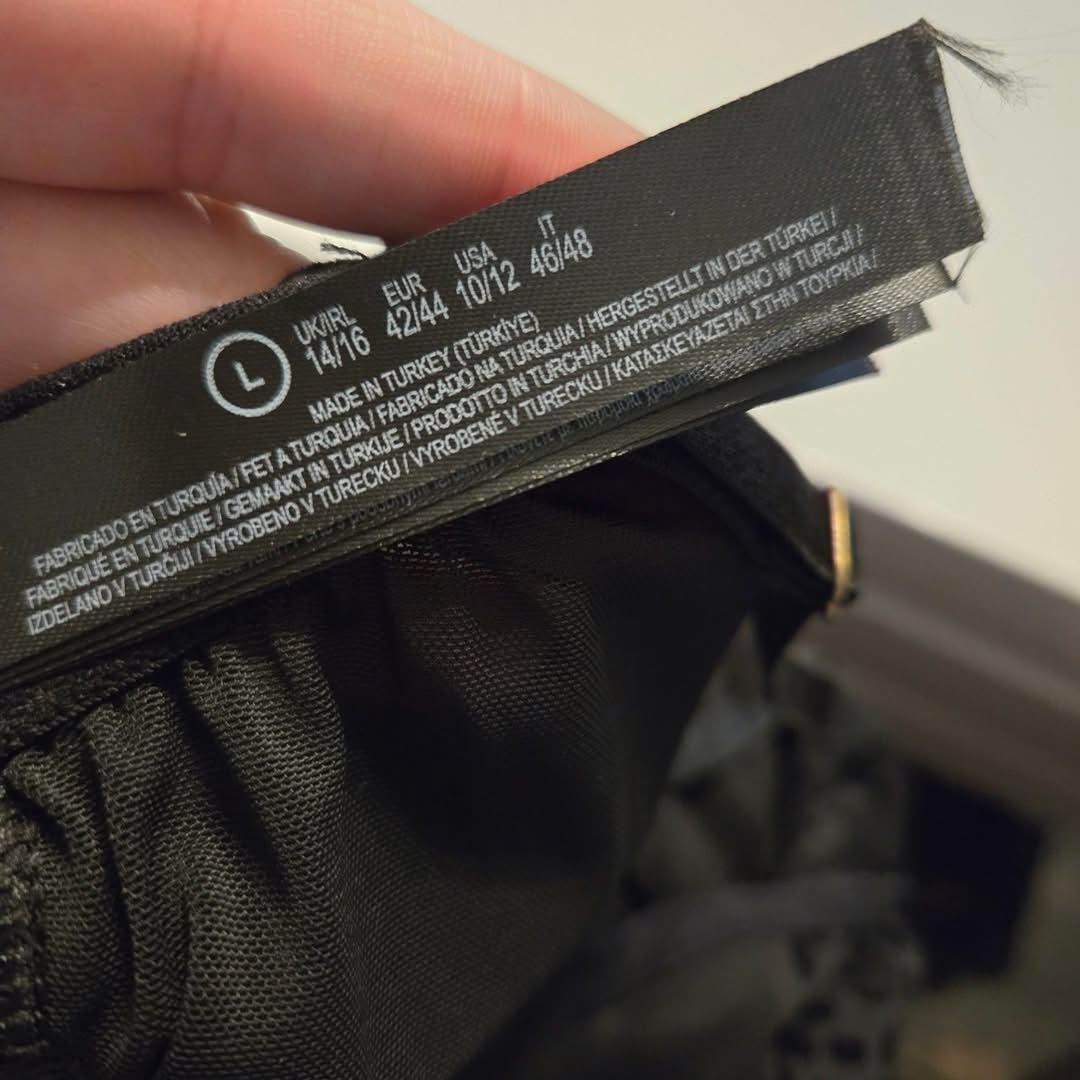 L
UK/IRL EUR USA IT
14/16 42/44 10/12 46/48
MADE IN TURKEY (TÜRKİYE)
FABRICADO EN TURQUÍA / FET A TURQUIA / FABRICADO NA TURQUIA / HERGESTELLT IN DER TÜRKEI /
FABRIQUÉ EN TURQUIE / GEMAAKT IN TURKIJE / PRODOTTO IN TURCHIA / WYPRODUKOWANO W TURCJI /
IZDELANO V TURČIJI / VYROBENO V TURECKU / VYROBENÉ V TURECKU / ΚΑΤΑΣΚΕΥΑΖΕΤΑΙ ΣΤΗΝ ΤΟΥΡΚΙΑ /